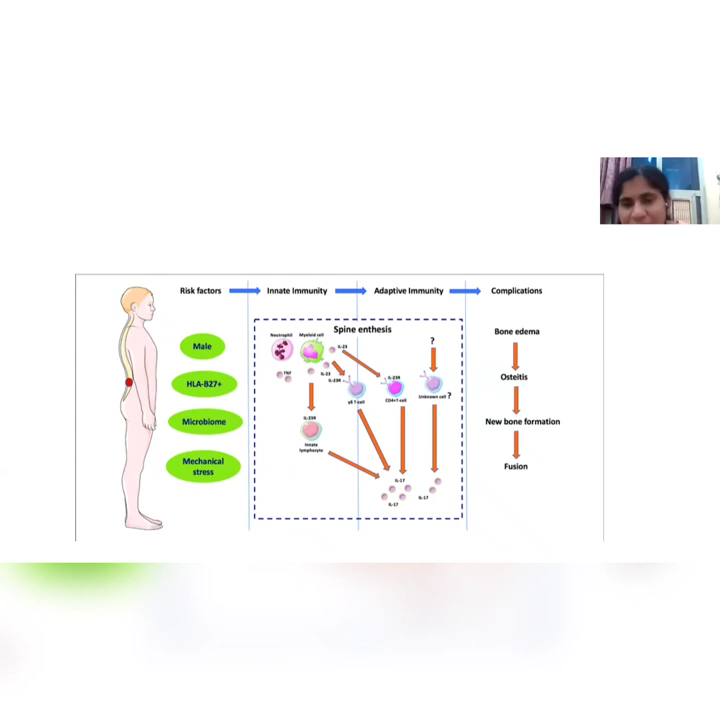 Risk factors
Innate Immunity
Adaptive Immunity
Complications
Male
HLA-B27+
Microbiome
Mechanical
stress
Spine enthesis
Neutrophil
Myeloid cell
IL-23
TNF
IL-23
IL-23R
γδ T-cell
IL-23R
CD4+T-cell
?
Unknown cell ?
IL-23R
Innate
lymphocyte
IL-17
IL-17
IL-17
Bone edema
Osteitis
New bone formation
Fusion